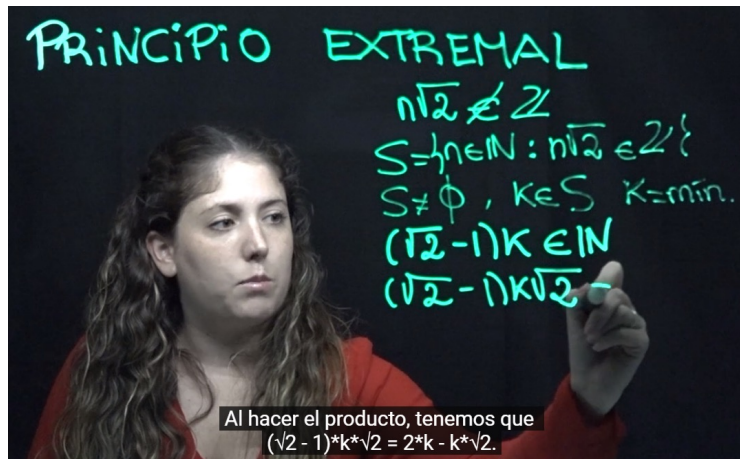 PRiNCiPiO EXTREMAL
n√2 ∉ ℤ
S={n∈ℕ : n√2 ∈ ℤ}
S≠ϕ , K∈S K=min.
(√2-1)K ∈ ℕ
(√2-1)K√2 =
Al hacer el producto, tenemos que
(√2 - 1)*k*√2 = 2*k - k*√2.